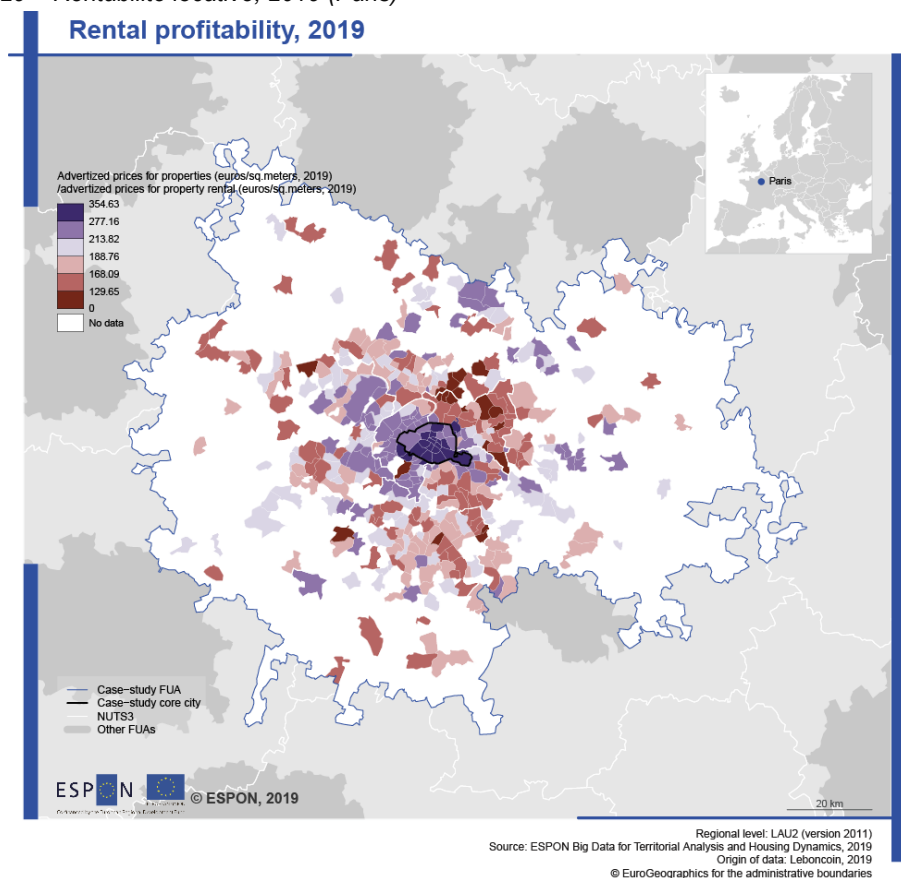 Rentabilité locative, 2019 (Paris)
Rental profitability, 2019
Advertized prices for properties (euros/sq.meters, 2019)
/advertized prices for property rental (euros/sq.meters, 2019)
354.63
277.16
213.82
188.76
168.09
129.65
0
No data
Paris
Case-study FUA
Case-study core city
NUTS3
Other FUAs
ESPON
© ESPON, 2019
20 km
Regional level: LAU2 (version 2011)
Source: ESPON Big Data for Territorial Analysis and Housing Dynamics, 2019
Origin of data: Leboncoin, 2019
© EuroGeographics for the administrative boundaries